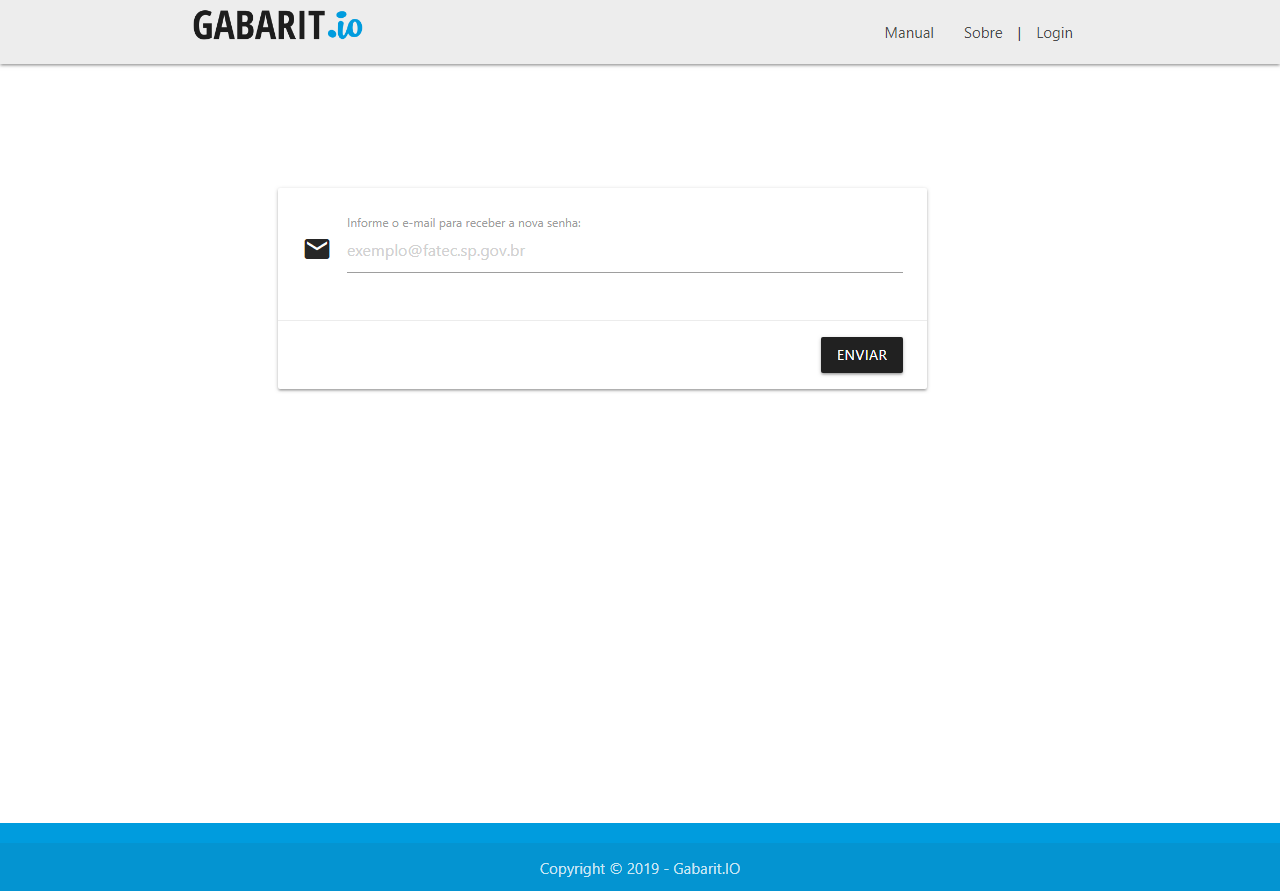 GABARIT.io
Manual Sobre | Login
Informe o e-mail para receber a nova senha:
exemplo@fatec.sp.gov.br
ENVIAR
Copyright © 2019 - Gabarit.IO